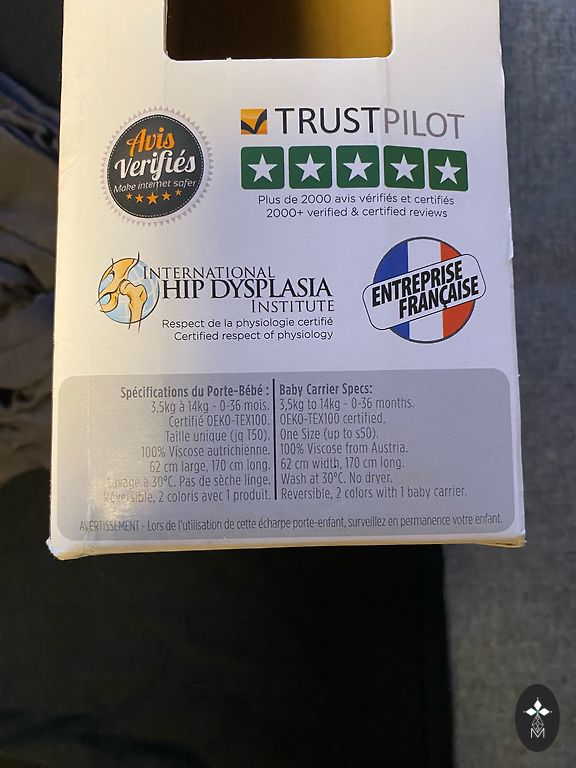 Avis
Verifiés
Make internet safer
TRUSTPILOT
Plus de 2000 avis vérifiés et certifiés
2000+ verified & certified reviews
INTERNATIONAL
HIP DYSPLASIA
INSTITUTE
Respect de la physiologie certifié
Certified respect of physiology
ENTREPRISE
FRANÇAISE
Spécifications du Porte-Bébé :
3,5kg à 14kg - 0-36 mois.
Certifié OEKO-TEX100.
Taille unique (jq T50).
100% Viscose autrichienne.
62 cm large, 170 cm long.
Lavage à 30°C. Pas de sèche linge.
Réversible, 2 coloris avec 1 produit.
Baby Carrier Specs:
3,5kg to 14kg - 0-36 months.
OEKO-TEX100 certified.
One Size (up to s50).
100% Viscose from Austria.
62 cm width, 170 cm long.
Wash at 30°C. No dryer.
Reversible, 2 colors with 1 baby carrier.
AVERTISSEMENT - Lors de l'utilisation de cette écharpe porte-enfant, surveillez en permanence votre enfant.
M